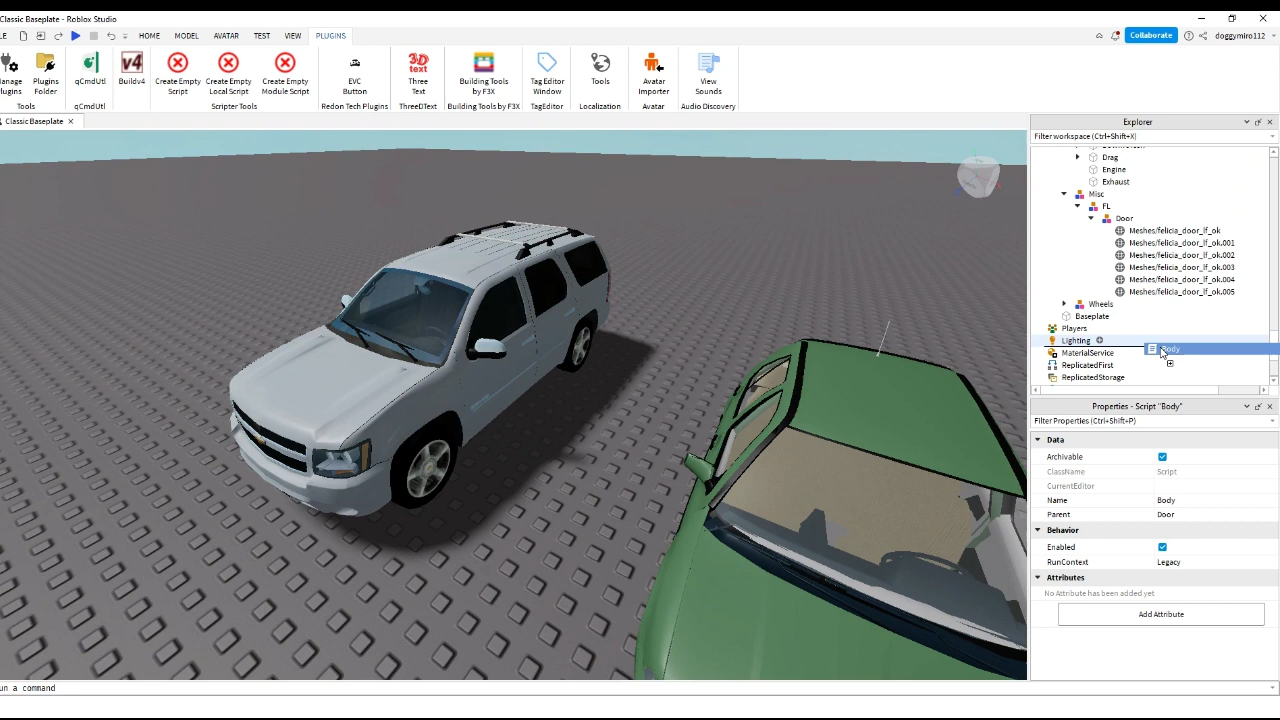 Classic Baseplate - Roblox Studio
LE
HOME
MODEL
AVATAR
TEST
VIEW
PLUGINS
Collaborate
doggymiro112
Manage Plugins
Plugins Folder
qCmdUtl
v4
Buildv4
Create Empty Script
Create Empty Local Script
Create Empty Module Script
EVC Button
3D text
Three Text
Building Tools by F3X
Tag Editor Window
Tools
Avatar Importer
View Sounds
Tools
qCmdUtl
Scripter Tools
Redon Tech Plugins
ThreeDText
Building Tools by F3X
TagEditor
Localization
Avatar
Audio Discovery
Classic Baseplate
Explorer
Filter workspace (Ctrl+Shift+X)
Drag
Engine
Exhaust
Misc
FL
Door
Meshes/felicia_door_lf_ok
Meshes/felicia_door_lf_ok.001
Meshes/felicia_door_lf_ok.002
Meshes/felicia_door_lf_ok.003
Meshes/felicia_door_lf_ok.004
Meshes/felicia_door_lf_ok.005
Wheels
Baseplate
Players
Lighting
Body
MaterialService
ReplicatedFirst
ReplicatedStorage
Properties - Script "Body"
Filter Properties (Ctrl+Shift+P)
Data
Archivable
ClassName Script
CurrentEditor
Name Body
Parent Door
Behavior
Enabled
RunContext Legacy
Attributes
No Attribute has been added yet
Add Attribute
un a command